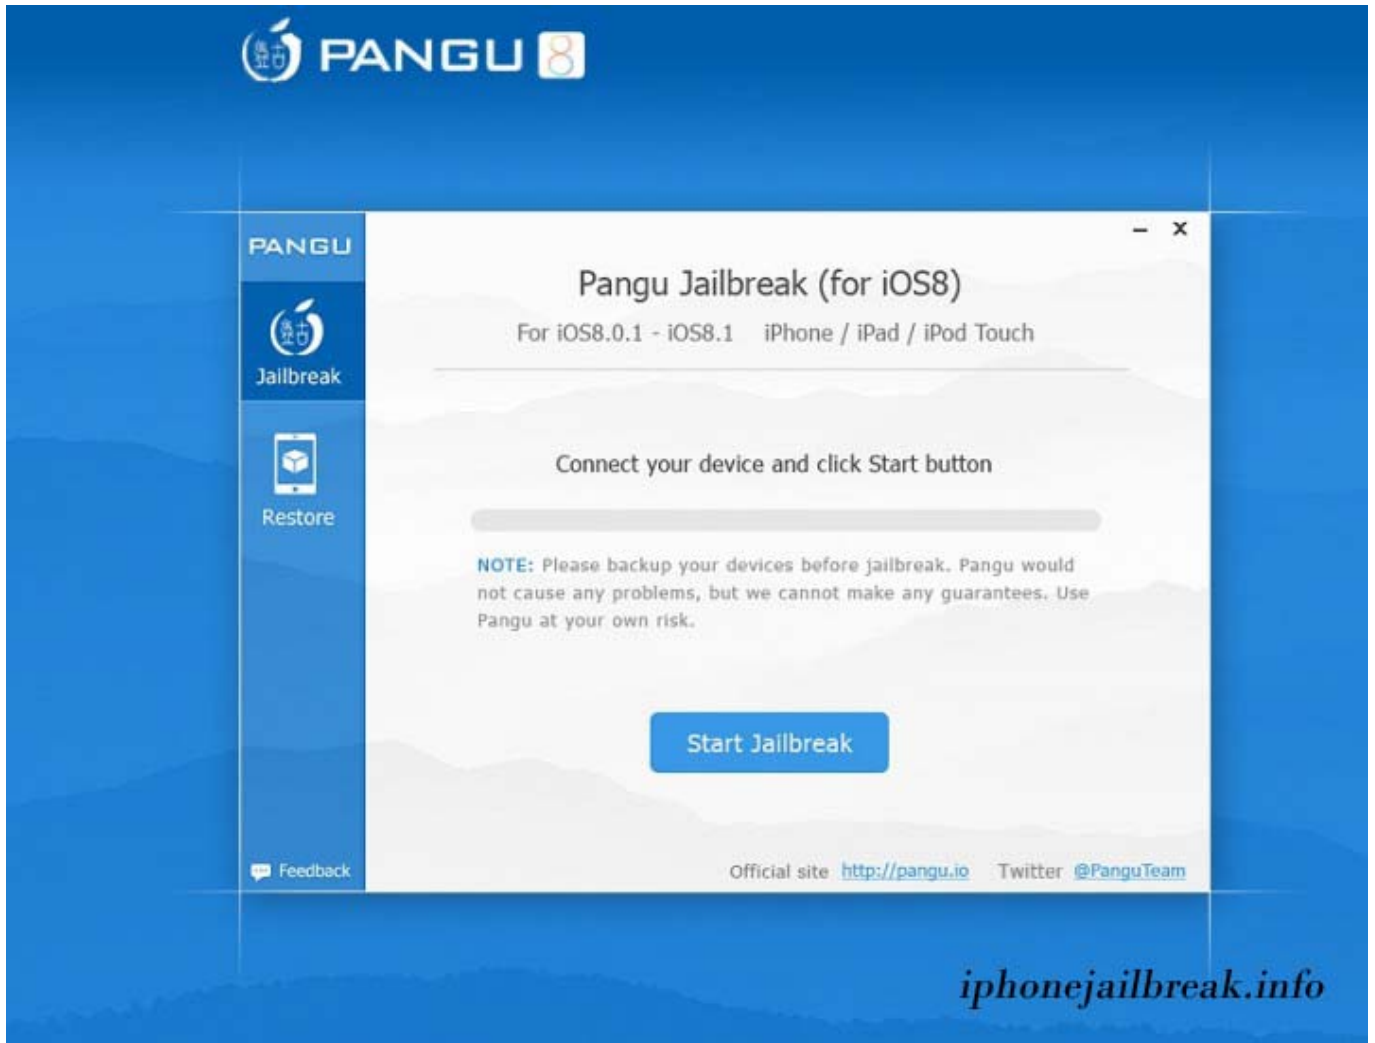 PANGU 8
PANGU
Pangu Jailbreak (for iOS8)
For iOS8.0.1 - iOS8.1 iPhone / iPad / iPod Touch
Jailbreak
Connect your device and click Start button
Restore
NOTE: Please backup your devices before jailbreak. Pangu would
not cause any problems, but we cannot make any guarantees. Use
Pangu at your own risk.
Start Jailbreak
Feedback
Official site http://pangu.io Twitter @PanguTeam
iphonejailbreak.info